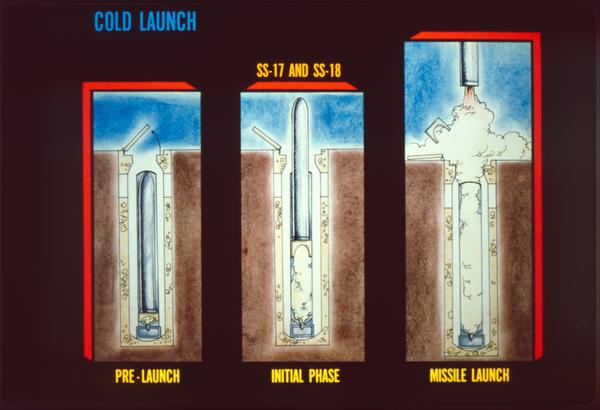 COLD LAUNCH
SS-17 AND SS-18
PRE-LAUNCH
INITIAL PHASE
MISSILE LAUNCH